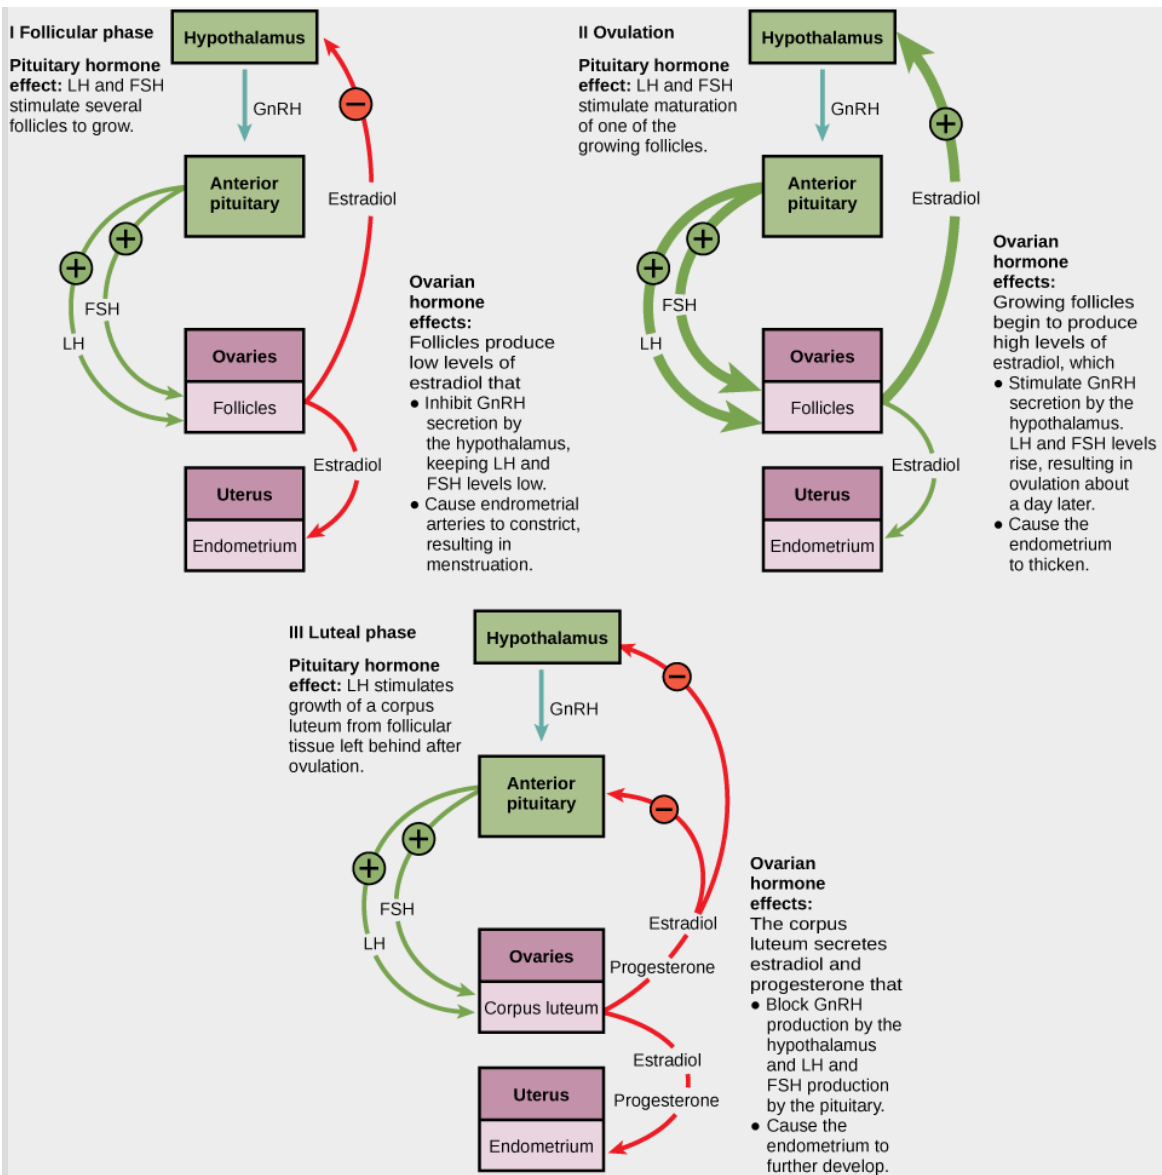 I Follicular phase
Pituitary hormone
effect: LH and FSH
stimulate several
follicles to grow.
Hypothalamus
GnRH
Anterior
pituitary
Estradiol
FSH
LH
Ovaries
Follicles
Estradiol
Uterus
Endometrium
Ovarian
hormone
effects:
Follicles produce
low levels of
estradiol that
● Inhibit GnRH
secretion by
the hypothalamus,
keeping LH and
FSH levels low.
● Cause endrometrial
arteries to constrict,
resulting in
menstruation.
II Ovulation
Pituitary hormone
effect: LH and FSH
stimulate maturation
of one of the
growing follicles.
Hypothalamus
GnRH
Anterior
pituitary
Estradiol
FSH
LH
Ovaries
Follicles
Estradiol
Uterus
Endometrium
Ovarian
hormone
effects:
Growing follicles
begin to produce
high levels of
estradiol, which
● Stimulate GnRH
secretion by the
hypothalamus.
LH and FSH levels
rise, resulting in
ovulation about
a day later.
● Cause the
endometrium
to thicken.
III Luteal phase
Pituitary hormone
effect: LH stimulates
growth of a corpus
luteum from follicular
tissue left behind after
ovulation.
Hypothalamus
GnRH
Anterior
pituitary
FSH
LH
Estradiol
Progesterone
Ovaries
Corpus luteum
Estradiol
Progesterone
Uterus
Endometrium
Ovarian
hormone
effects:
The corpus
luteum secretes
estradiol and
progesterone that
● Block GnRH
production by the
hypothalamus
and LH and
FSH production
by the pituitary.
● Cause the
endometrium to
further develop.